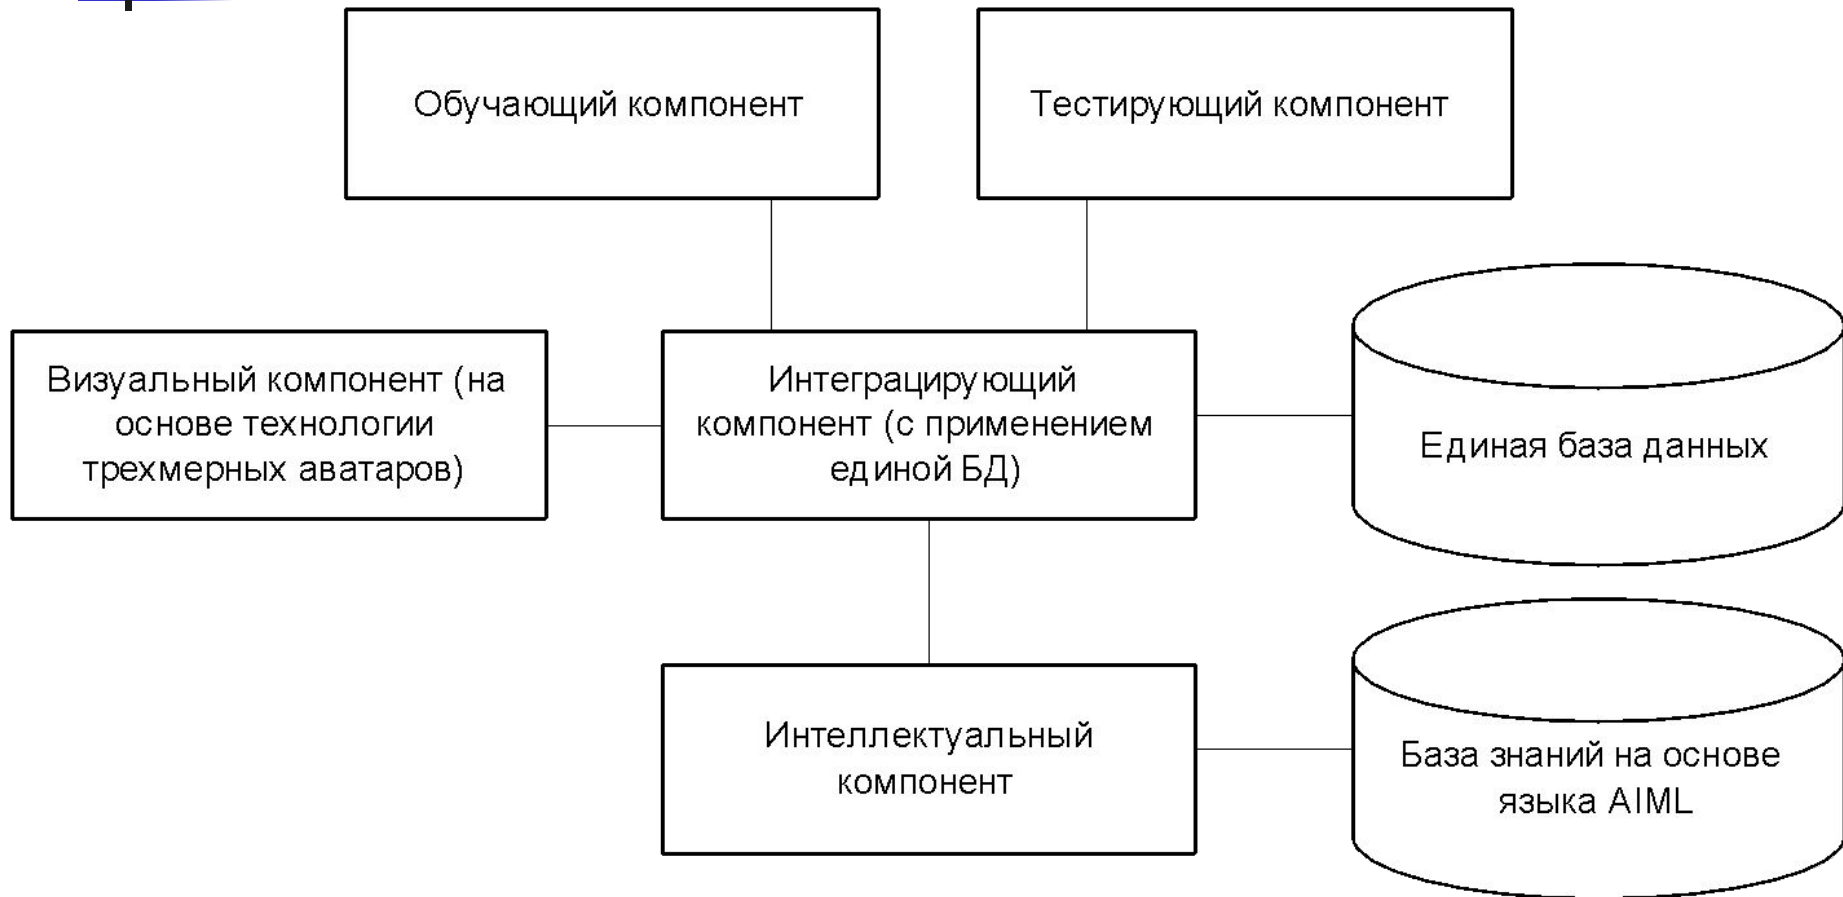 Обучающий компонент
Тестирующий компонент
Визуальный компонент (на
основе технологии
трехмерных аватаров)
Интеграцирующий
компонент (с применением
единой БД)
Единая база данных
Интеллектуальный
компонент
База знаний на основе
языка AIML